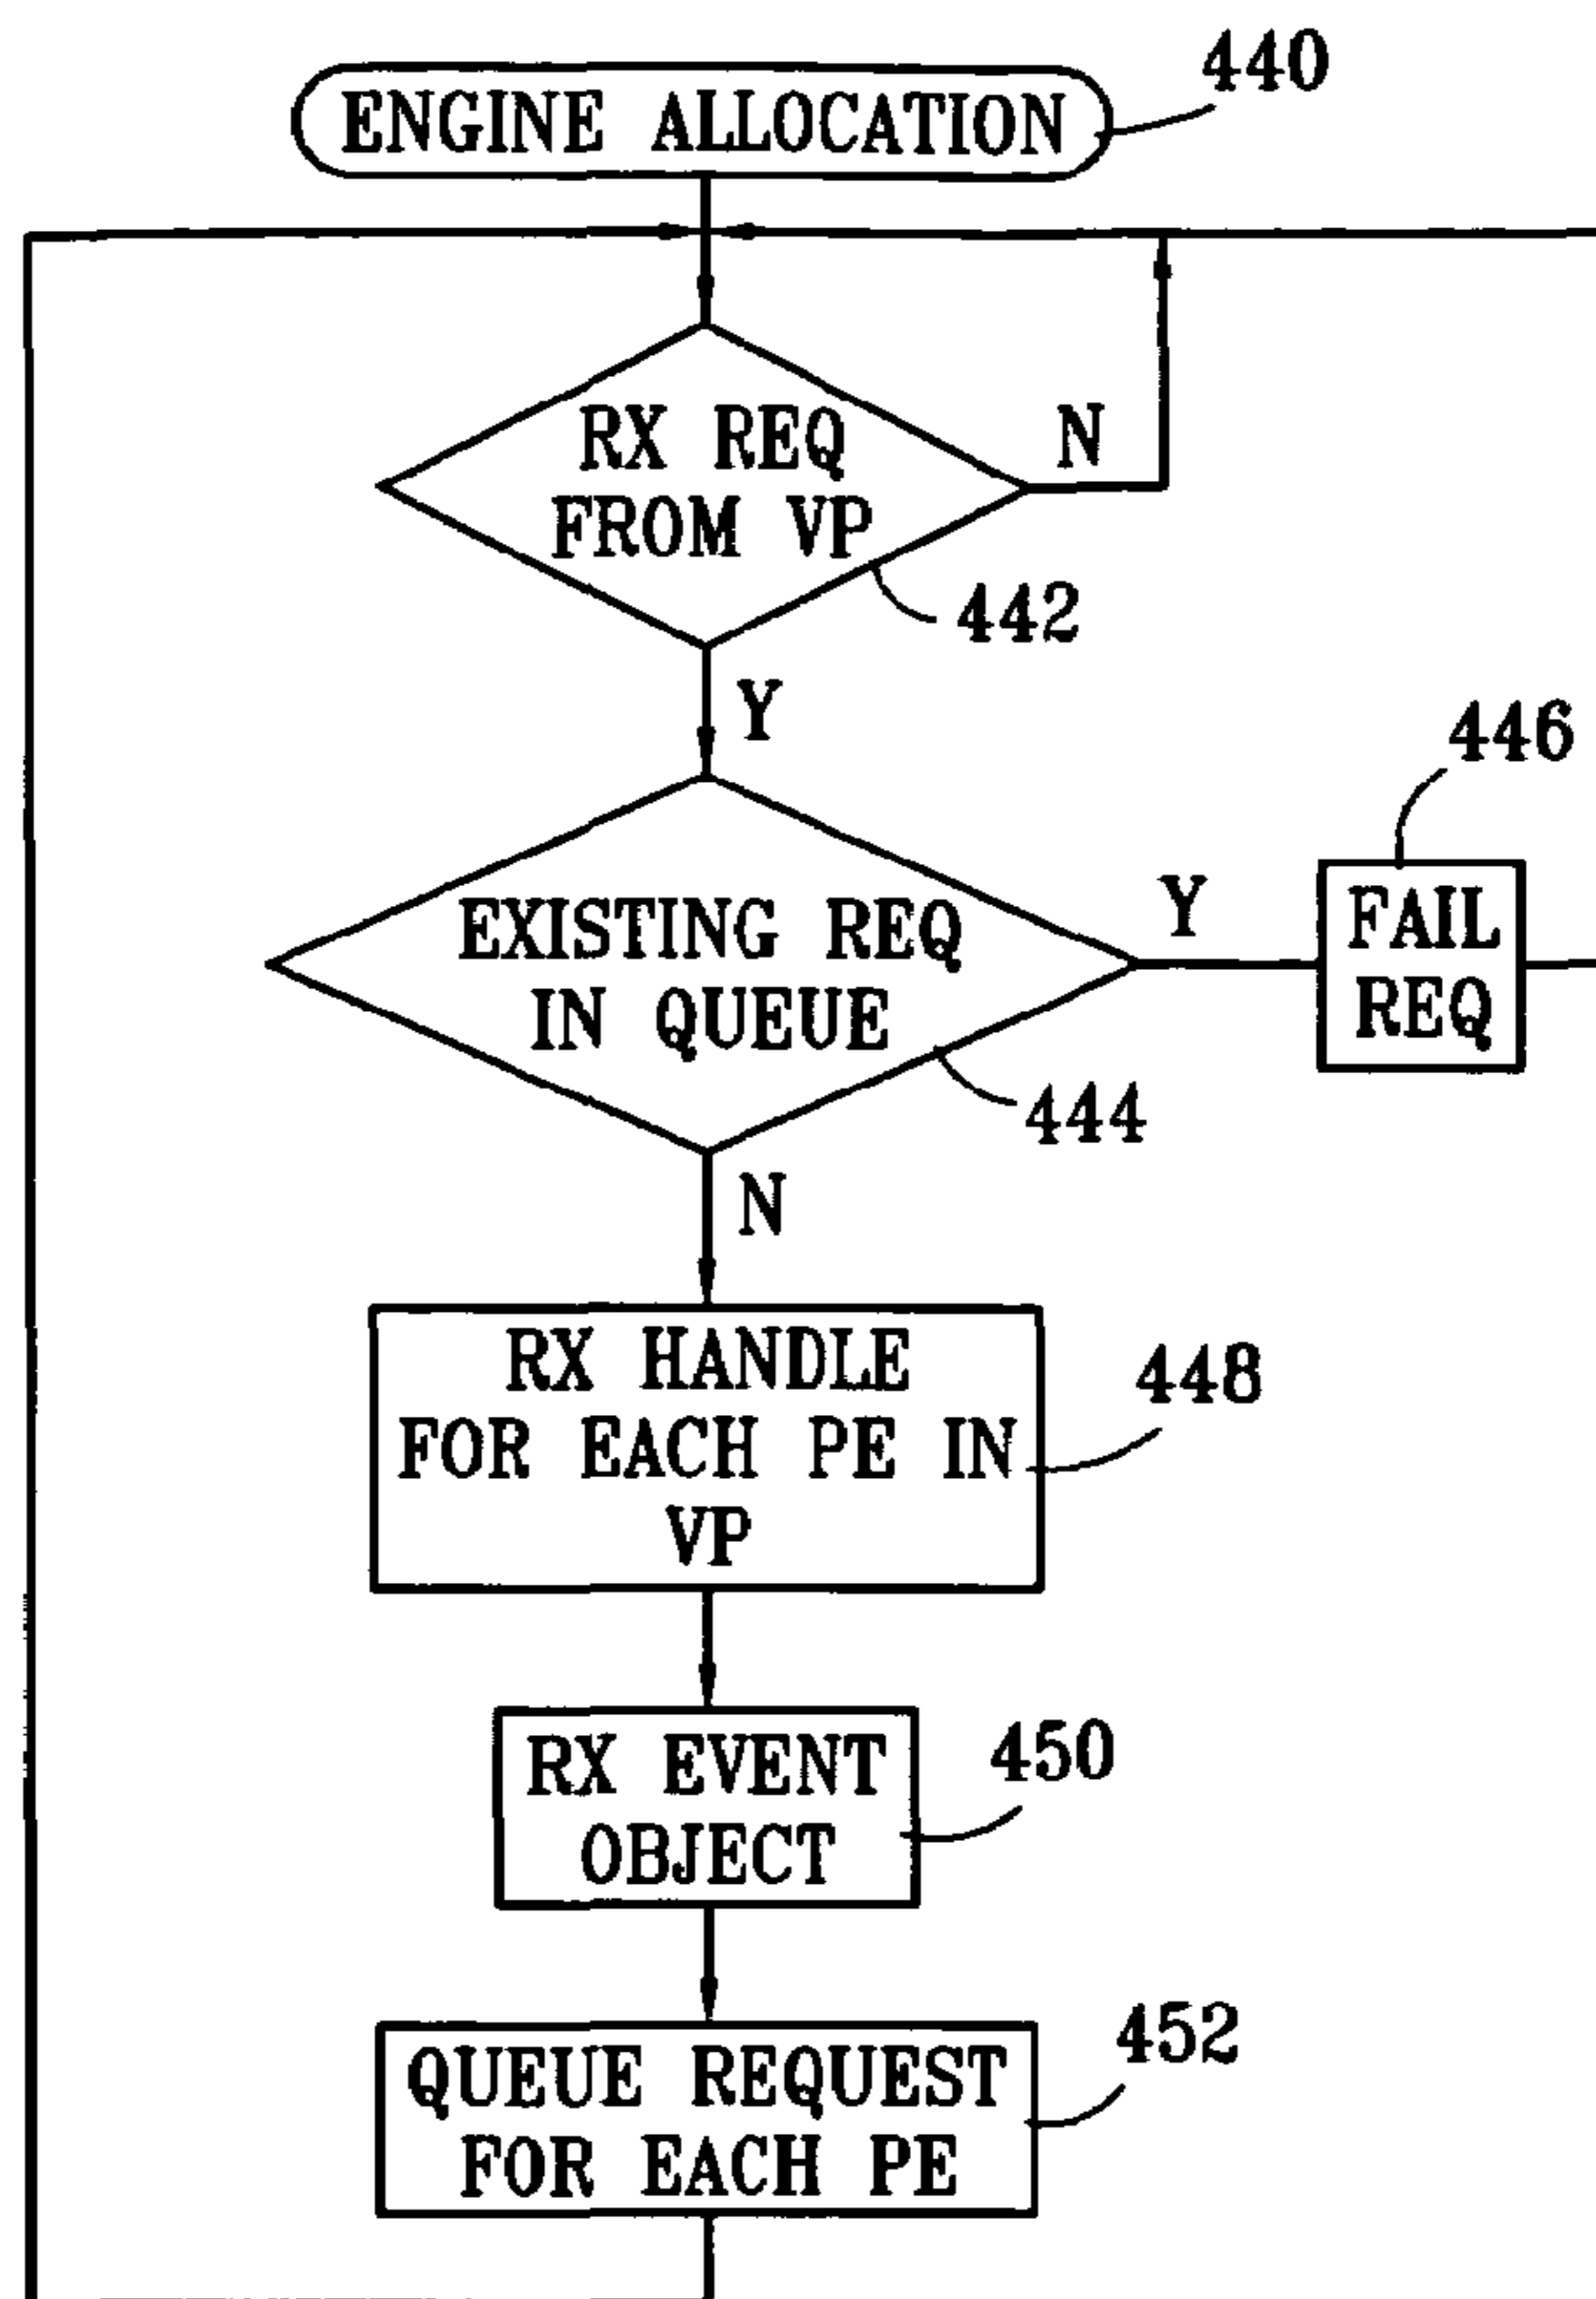 440
ENGINE ALLOCATION
RX REQ
FROM VP
N
442
Y
446
EXISTING REQ
IN QUEUE
Y
FAIL
REQ
444
N
RX HANDLE
FOR EACH PE IN
VP
448
RX EVENT
OBJECT
450
QUEUE REQUEST
FOR EACH PE
452